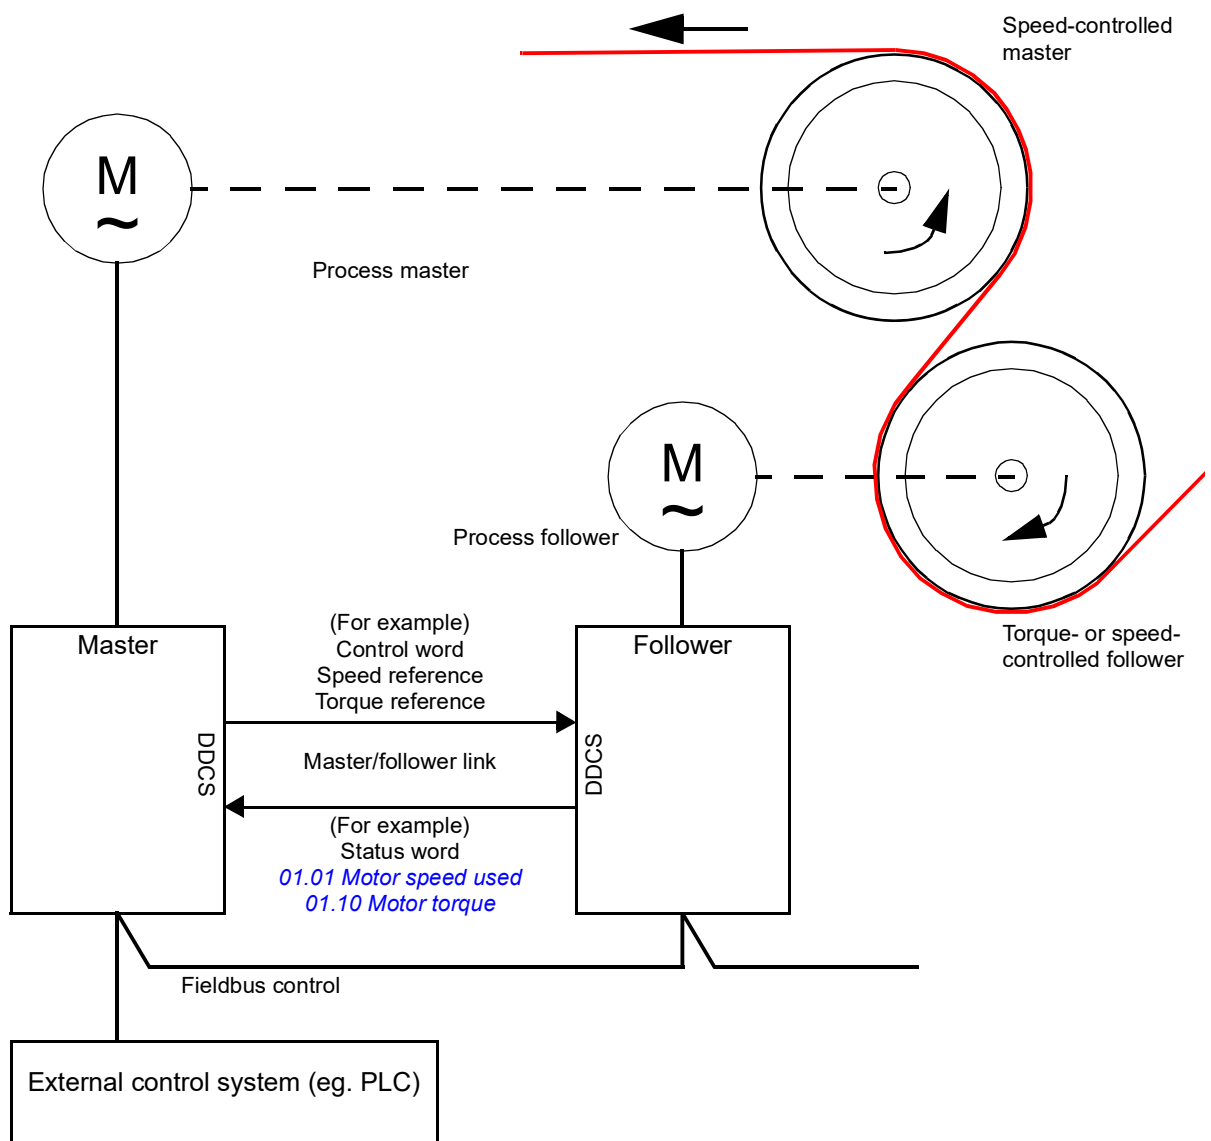 Speed-controlled
master
M
~
Process master
M
~
Process follower
Torque- or speed-
controlled follower
Master
(For example)
Control word
Speed reference
Torque reference
Follower
DDCS
Master/follower link
DDCS
(For example)
Status word
01.01 Motor speed used
01.10 Motor torque
Fieldbus control
External control system (eg. PLC)